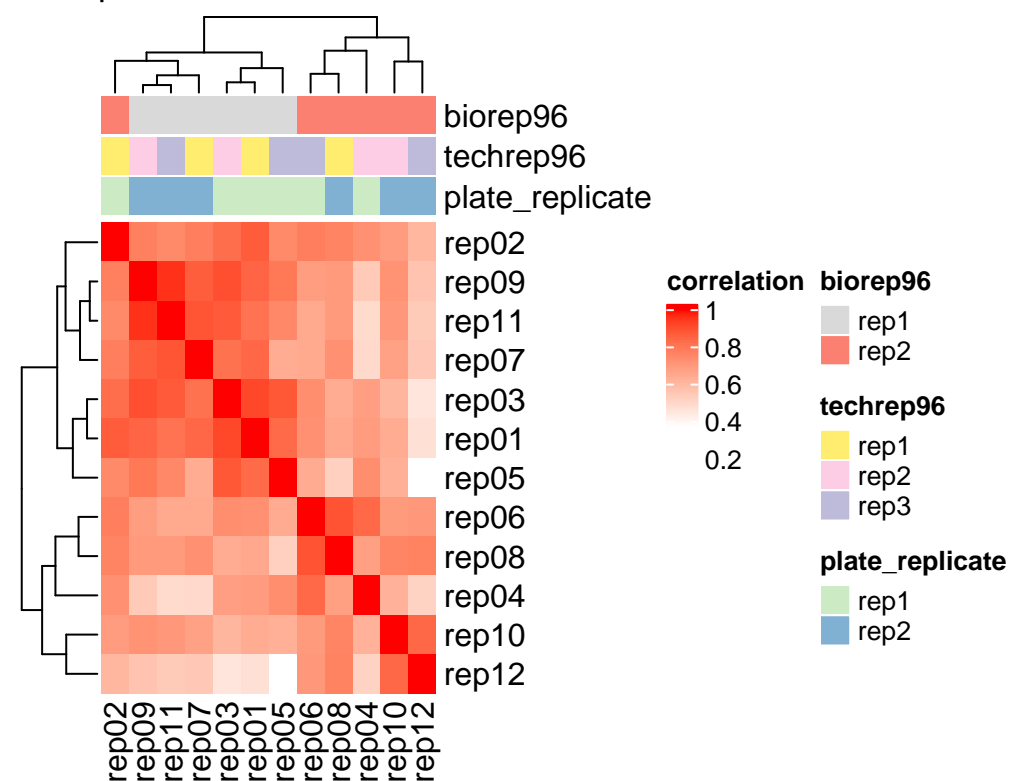 biorep96
techrep96
plate_replicate
rep02
rep09
rep11
rep07
rep03
rep01
rep05
rep06
rep08
rep04
rep10
rep12
rep02 rep09 rep11 rep07 rep03 rep01 rep05 rep06 rep08 rep04 rep10 rep12
correlation
1
0.8
0.6
0.4
0.2
biorep96
rep1
rep2
techrep96
rep1
rep2
rep3
plate_replicate
rep1
rep2